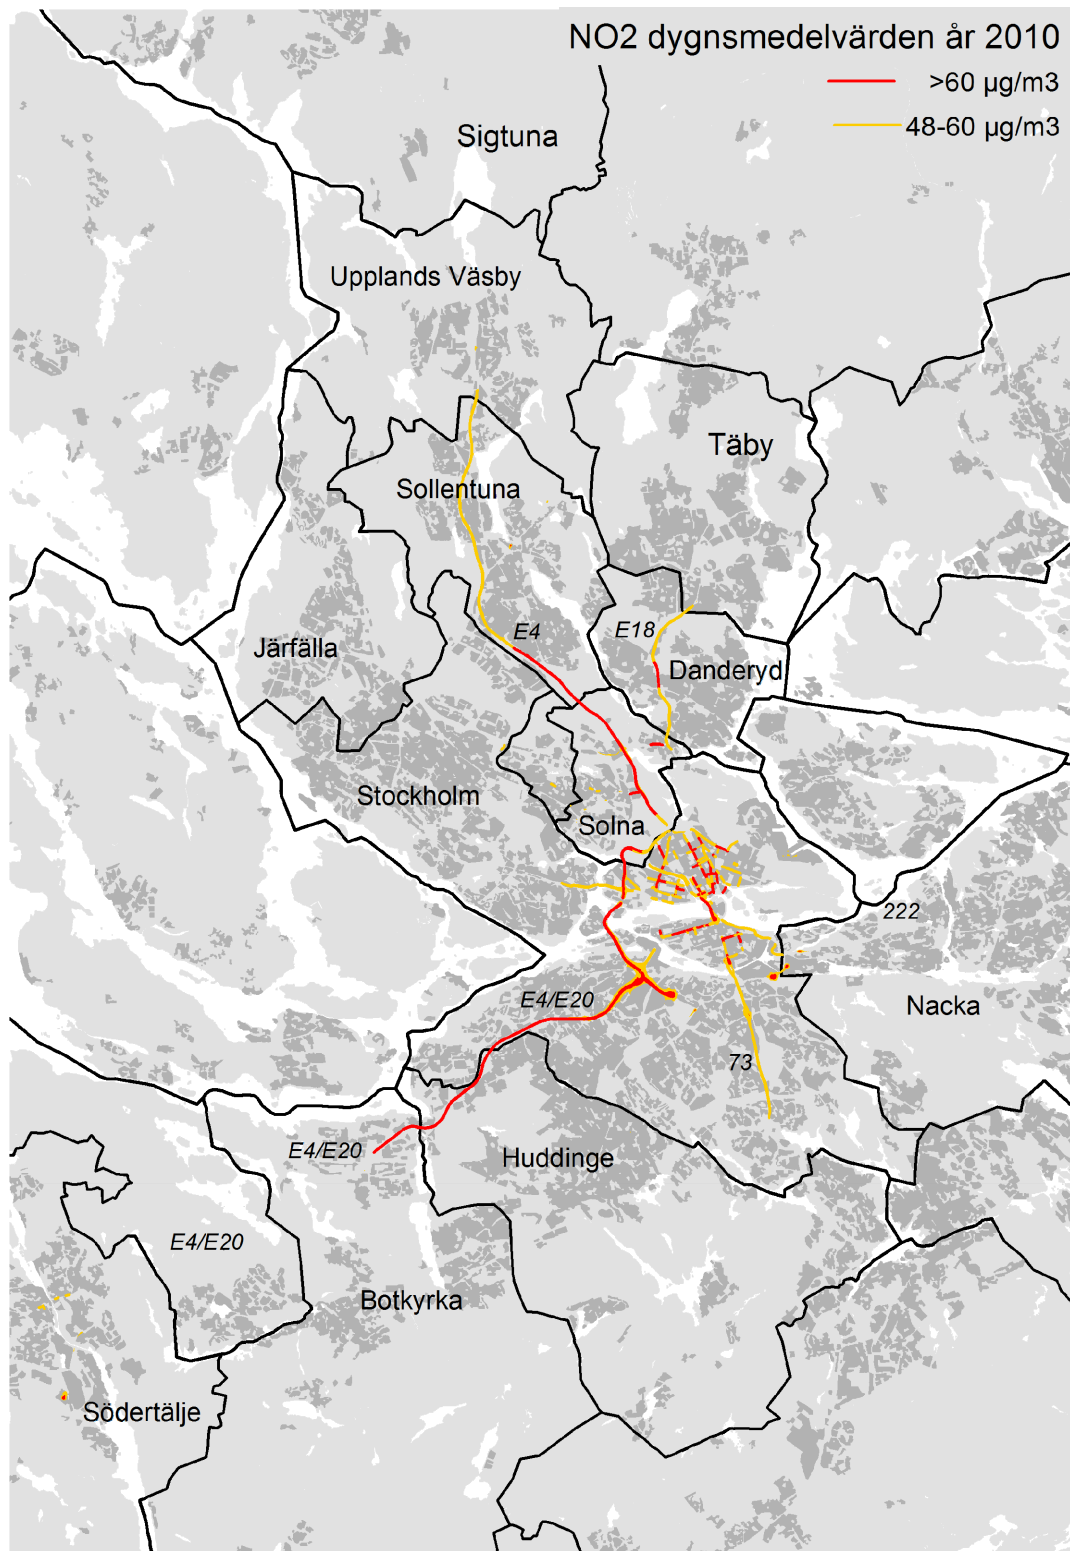 NO2 dygnsmedelvärden år 2010
>60 µg/m3
48-60 µg/m3
Sigtuna
Upplands Väsby
Täby
Sollentuna
E4
E18
Järfälla
Danderyd
Stockholm
Solna
222
E4/E20
Nacka
73
E4/E20
Huddinge
E4/E20
Botkyrka
Södertälje